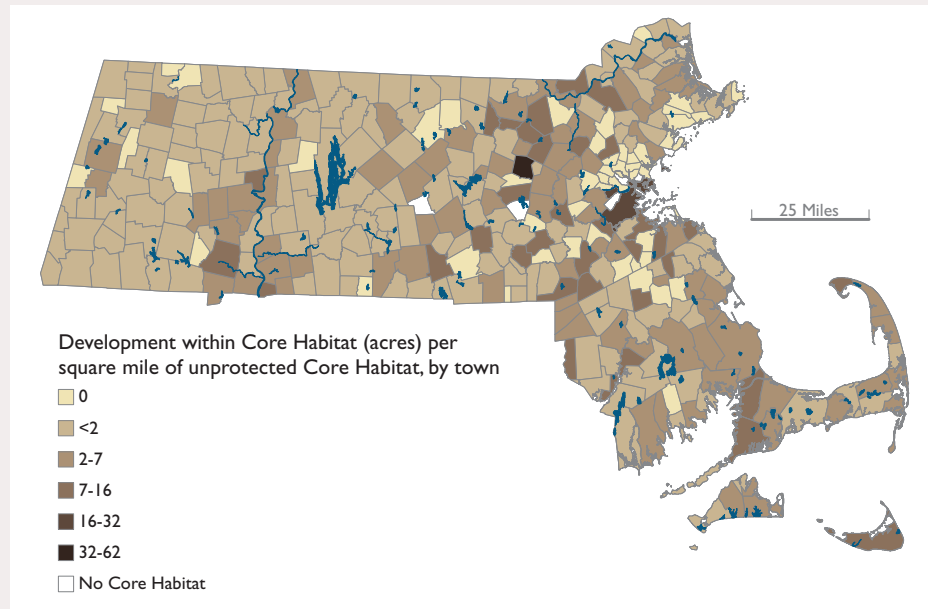 25 Miles
Development within Core Habitat (acres) per
square mile of unprotected Core Habitat, by town
0
<2
2-7
7-16
16-32
32-62
No Core Habitat